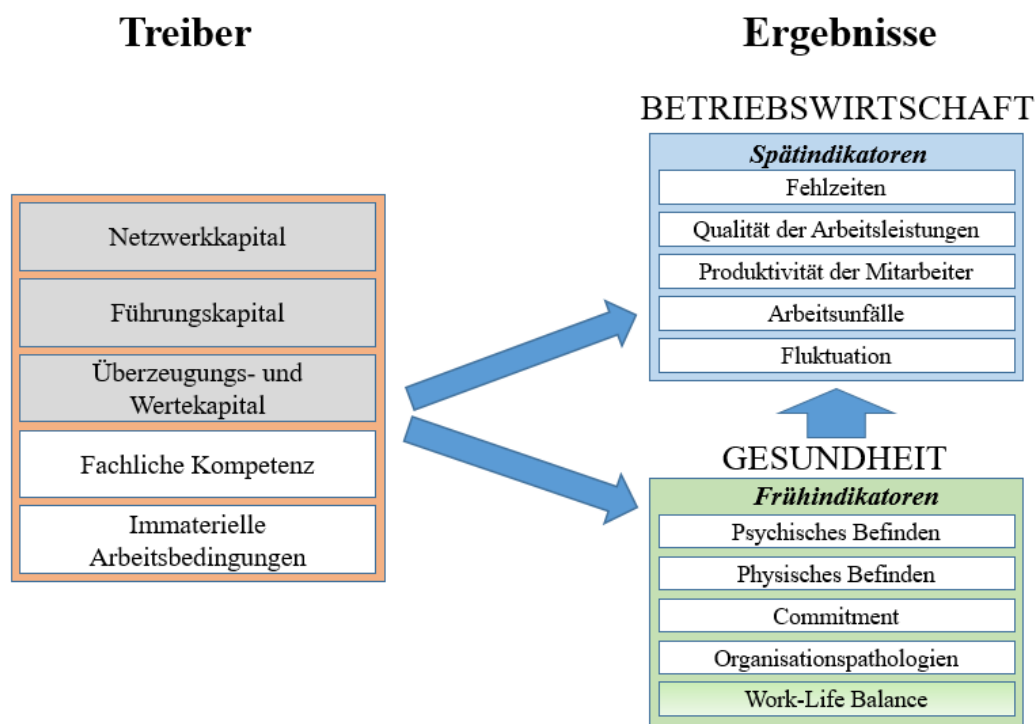 Treiber
Ergebnisse
BETRIEBSWIRTSCHAFT
Spätindikatoren
Fehlzeiten
Qualität der Arbeitsleistungen
Produktivität der Mitarbeiter
Arbeitsunfälle
Fluktuation
Netzwerkkapital
Führungskapital
Überzeugungs- und
Wertekapital
Fachliche Kompetenz
Immaterielle
Arbeitsbedingungen
GESUNDHEIT
Frühindikatoren
Psychisches Befinden
Physisches Befinden
Commitment
Organisationspathologien
Work-Life Balance